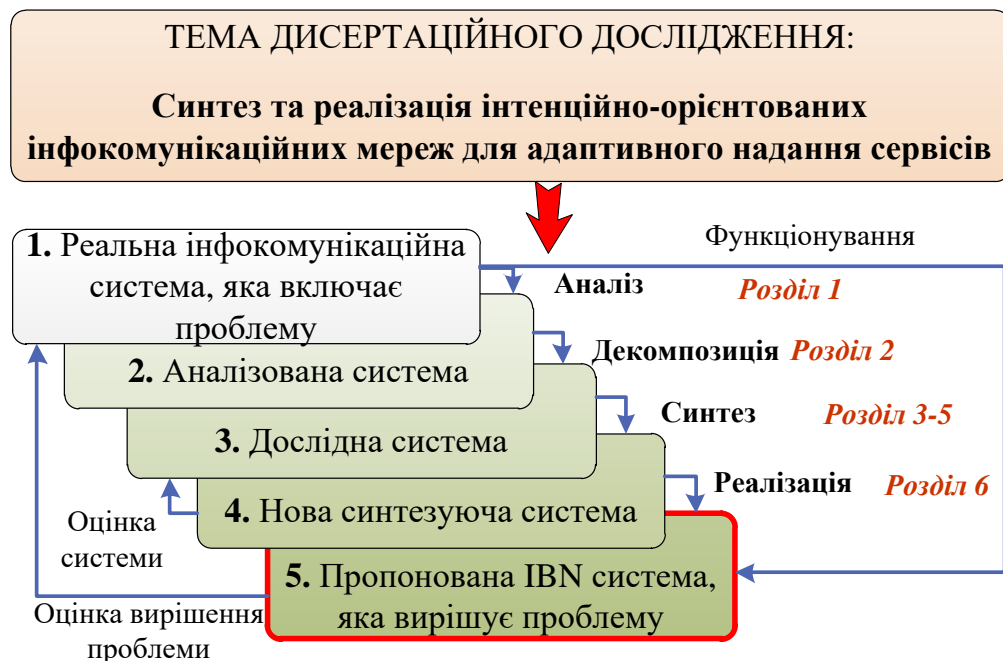 ТЕМА ДИСЕРТАЦІЙНОГО ДОСЛІДЖЕННЯ:
Синтез та реалізація інтенційно-орієнтованих
інфокомунікаційних мереж для адаптивного надання сервісів
1. Реальна інфокомунікаційна
система, яка включає
проблему
Функціонування
Аналіз
Розділ 1
2. Аналізована система
Декомпозиція
Розділ 2
3. Дослідна система
Синтез
Розділ 3-5
4. Нова синтезуюча система
Реалізація
Розділ 6
Оцінка
системи
5. Пропонована IBN система,
яка вирішує проблему
Оцінка вирішення
проблеми